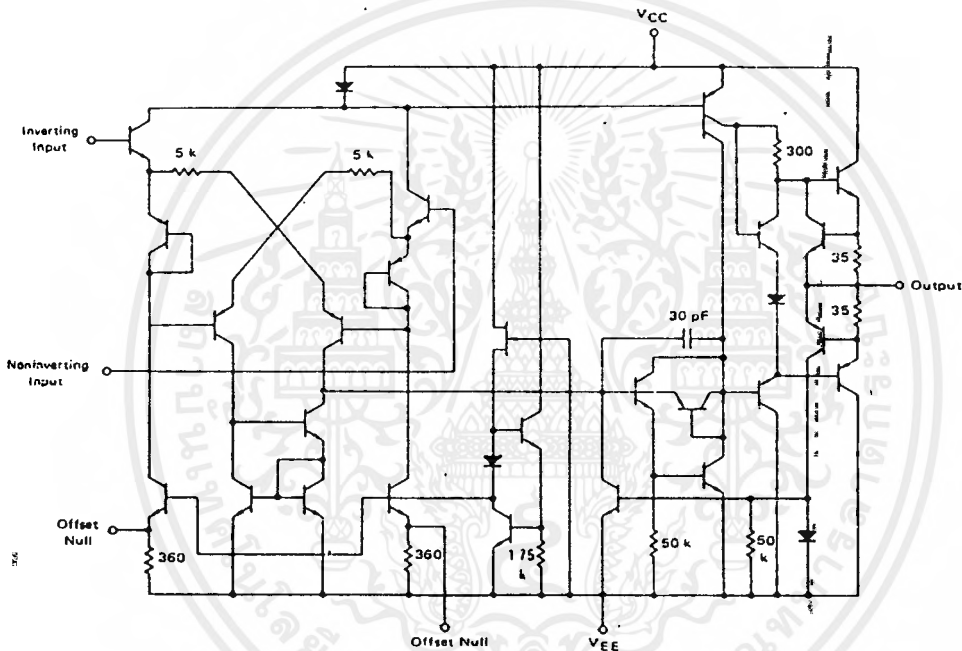 VCC
Inverting
Input
5 k
5 k
300
35
Output
35
30 pF
Noninverting
Input
Offset
Null
360
360
1 75
k
50 k
50
k
Offset Null
VEE